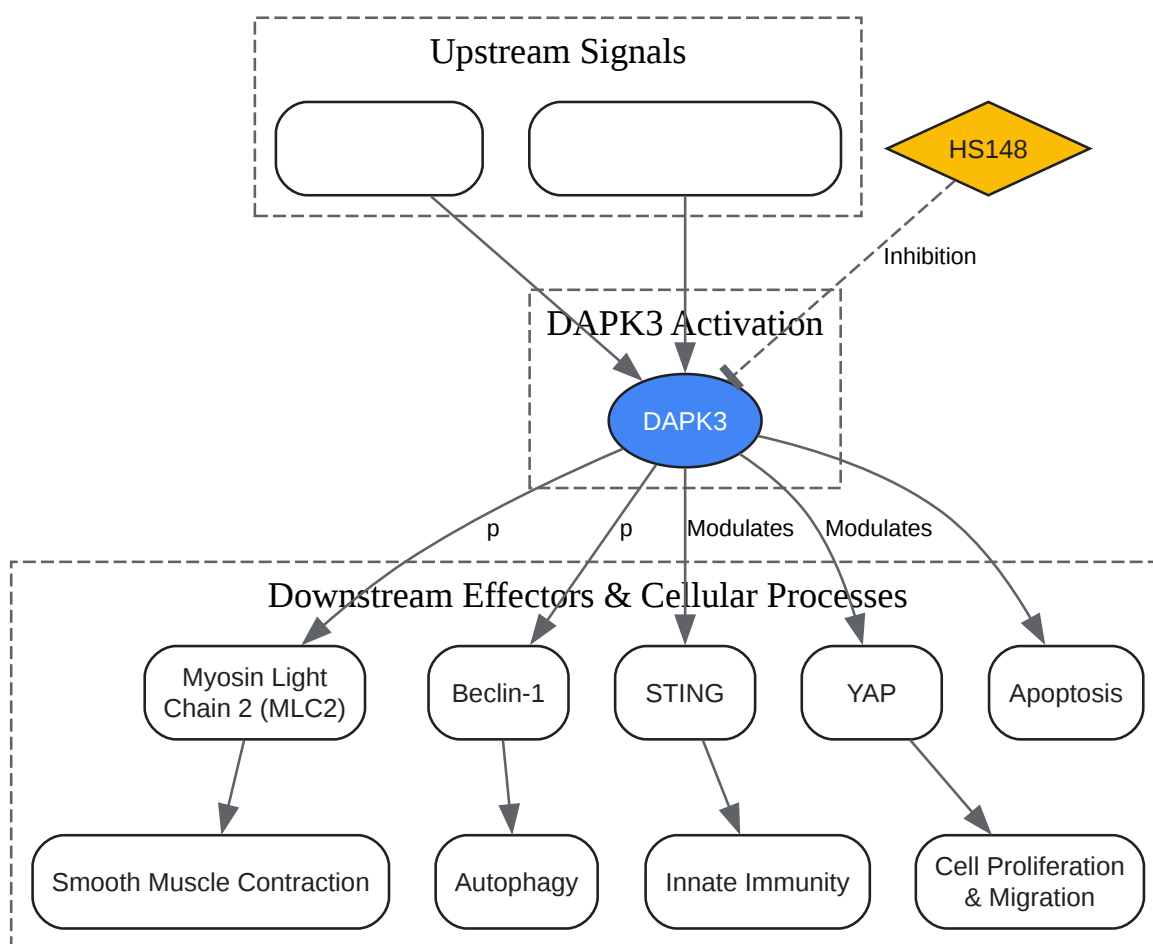 Upstream Signals
HS148
Inhibition
DAPK3 Activation
DAPK3
p
p
Modulates
Modulates
Downstream Effectors & Cellular Processes
Myosin Light
Chain 2 (MLC2)
Beclin-1
STING
YAP
Apoptosis
Smooth Muscle Contraction
Autophagy
Innate Immunity
Cell Proliferation
& Migration